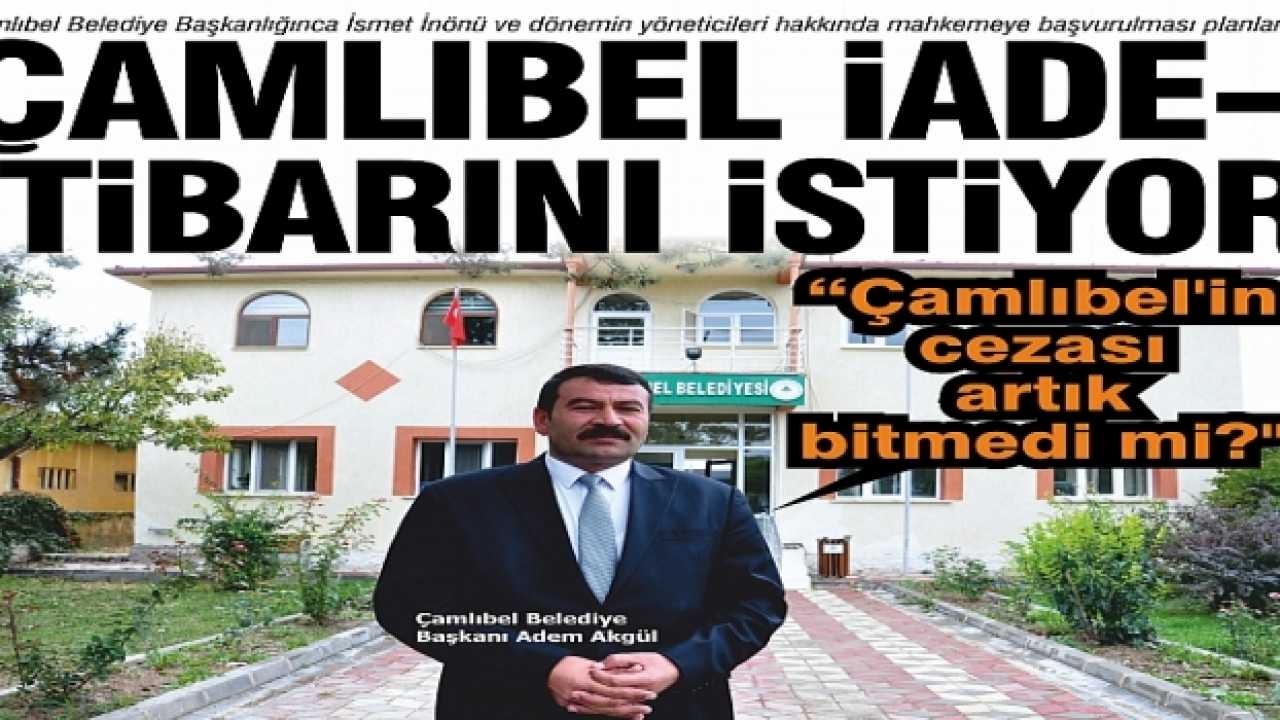 Belediye Başkanlığınca İsmet İnönü ve dönemin yöneticileri hakkında mahkemeye başvurulması
ÇAMLIBEL İADE-
TİBARINI İSTİYOR
“Çamlıbel'in
cezası
artık
bitmedi mi?"
BELEDİYESİ
Çamlıbel Belediye
Başkanı Adem Akgül